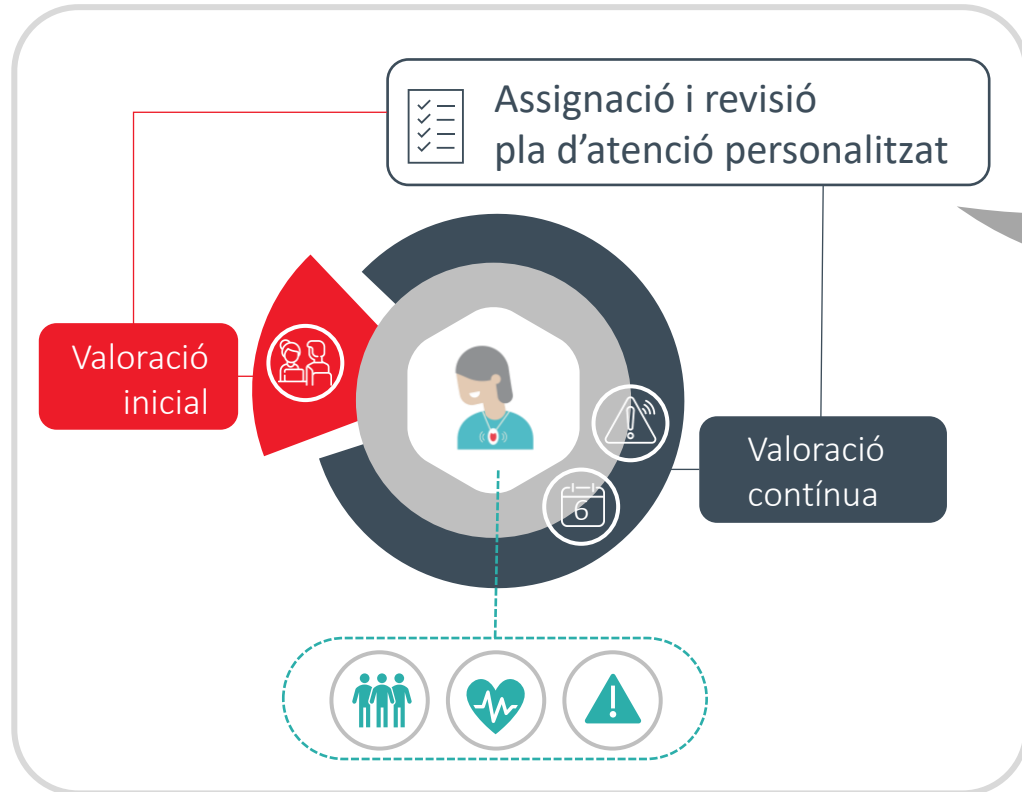 Assignació i revisió
pla d’atenció personalitzat
Valoració
inicial
Valoració
contínua
6